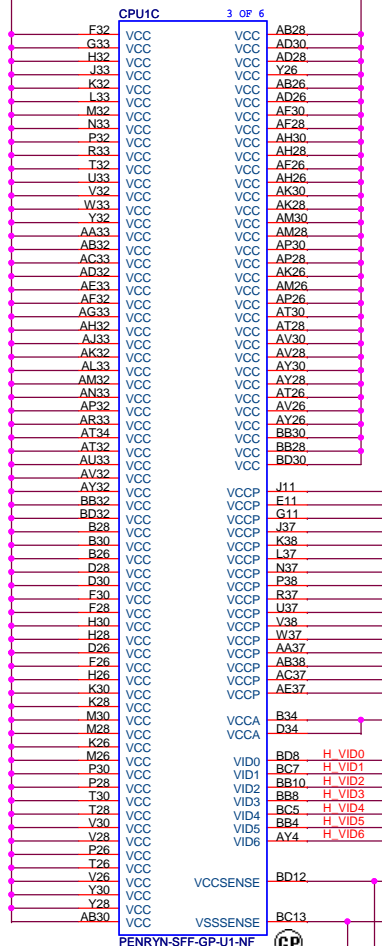 CPU1C 3 OF 6
F32 VCC VCC AB28
G33 VCC VCC AD30
H32 VCC VCC AD28
J33 VCC VCC Y26
K32 VCC VCC AB26
L33 VCC VCC AD26
M32 VCC VCC AF30
N33 VCC VCC AF28
P32 VCC VCC AH30
R33 VCC VCC AH28
T32 VCC VCC AF26
U33 VCC VCC AH26
V32 VCC VCC AK30
W33 VCC VCC AK28
Y32 VCC VCC AM30
AA33 VCC VCC AM28
AB32 VCC VCC AP30
AC33 VCC VCC AP28
AD32 VCC VCC AK26
AE33 VCC VCC AM26
AF32 VCC VCC AP26
AG33 VCC VCC AT30
AH32 VCC VCC AT28
AJ33 VCC VCC AV30
AK32 VCC VCC AV28
AL33 VCC VCC AY30
AM32 VCC VCC AY28
AN33 VCC VCC AT26
AP32 VCC VCC AV26
AR33 VCC VCC AY26
AT34 VCC VCC BB30
AT32 VCC VCC BB28
AU33 VCC VCC BD30
AV32 VCC
AY32 VCC VCCP J11
BB32 VCC VCCP E11
BD32 VCC VCCP G11
B28 VCC VCCP J37
B30 VCC VCCP K38
B26 VCC VCCP L37
D28 VCC VCCP N37
D30 VCC VCCP P38
F30 VCC VCCP R37
F28 VCC VCCP U37
H30 VCC VCCP V38
H28 VCC VCCP W37
D26 VCC VCCP AA37
F26 VCC VCCP AB38
H26 VCC VCCP AC37
K30 VCC VCCP AE37
K28 VCC
M30 VCC VCCA B34
M28 VCC VCCA D34
K26 VCC
M26 VCC VID0 BD8 H_VID0
P30 VCC VID1 BC7 H_VID1
P28 VCC VID2 BB10 H_VID2
T30 VCC VID3 BB8 H_VID3
T28 VCC VID4 BC5 H_VID4
V30 VCC VID5 BB4 H_VID5
V28 VCC VID6 AY4 H_VID6
P26 VCC
T26 VCC
V26 VCC VCCSENSE BD12
Y30 VCC
Y28 VCC
AB30 VCC VSSSENSE BC13
PENRYN-SFF-GP-U1-NF GP